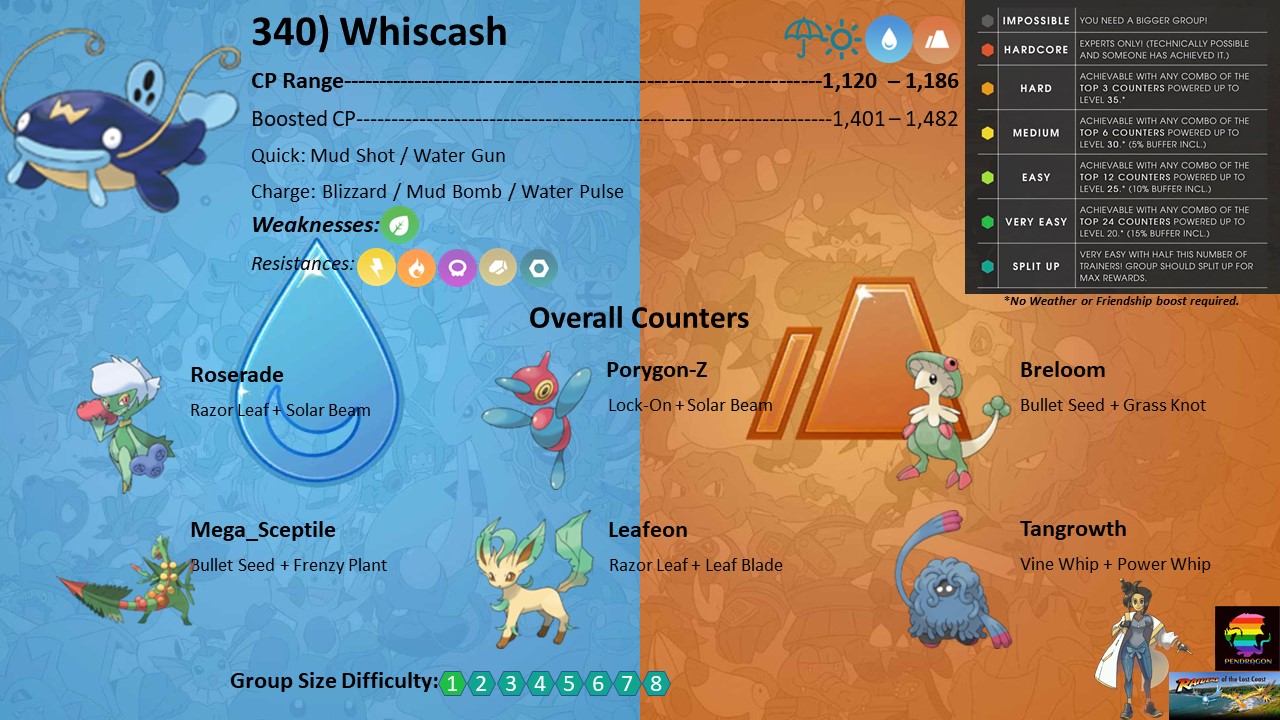 340) Whiscash
CP Range--------------------------------------------------------------------1,120 – 1,186
Boosted CP--------------------------------------------------------------------1,401 – 1,482
Quick: Mud Shot / Water Gun
Charge: Blizzard / Mud Bomb / Water Pulse
Weaknesses:
Resistances:
IMPOSSIBLE YOU NEED A BIGGER GROUP!
HARDCORE EXPERTS ONLY! (TECHNICALLY POSSIBLE
AND SOMEONE HAS ACHIEVED IT.)
HARD ACHIEVABLE WITH ANY COMBO OF THE
TOP 3 COUNTERS POWERED UP TO
LEVEL 35.*
MEDIUM ACHIEVABLE WITH ANY COMBO OF THE
TOP 6 COUNTERS POWERED UP TO
LEVEL 30.* (5% BUFFER INCL.)
EASY ACHIEVABLE WITH ANY COMBO OF THE
TOP 12 COUNTERS POWERED UP TO
LEVEL 25.* (10% BUFFER INCL.)
VERY EASY ACHIEVABLE WITH ANY COMBO OF THE
TOP 24 COUNTERS POWERED UP TO
LEVEL 20.* (15% BUFFER INCL.)
SPLIT UP VERY EASY WITH HALF THIS NUMBER OF
TRAINERS! GROUP SHOULD SPLIT UP FOR
MAX REWARDS.
*No Weather or Friendship boost required.
Overall Counters
Roserade
Razor Leaf + Solar Beam
Porygon-Z
Lock-On + Solar Beam
Breloom
Bullet Seed + Grass Knot
Mega_Sceptile
Bullet Seed + Frenzy Plant
Leafeon
Razor Leaf + Leaf Blade
Tangrowth
Vine Whip + Power Whip
Group Size Difficulty: 1 2 3 4 5 6 7 8
PENDRAGON
RAIDERS of the Lost Coast